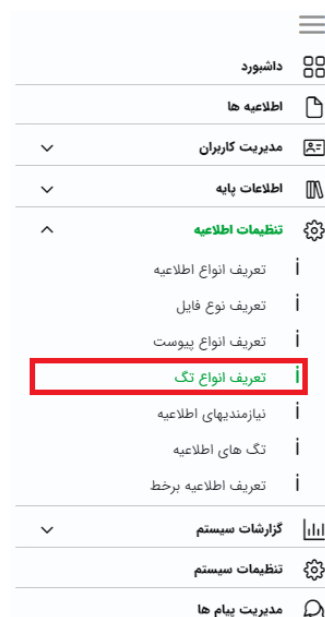 داشبورد
اطلاعیه ها
مدیریت کاربران
اطلاعات پایه
تنظیمات اطلاعیه
تعریف انواع اطلاعیه
تعریف نوع فایل
تعریف انواع پیوست
تعریف انواع تگ
نیازمندیهای اطلاعیه
تگ های اطلاعیه
تعریف اطلاعیه برخط
گزارشات سیستم
تنظیمات سیستم
مدیریت پیام ها